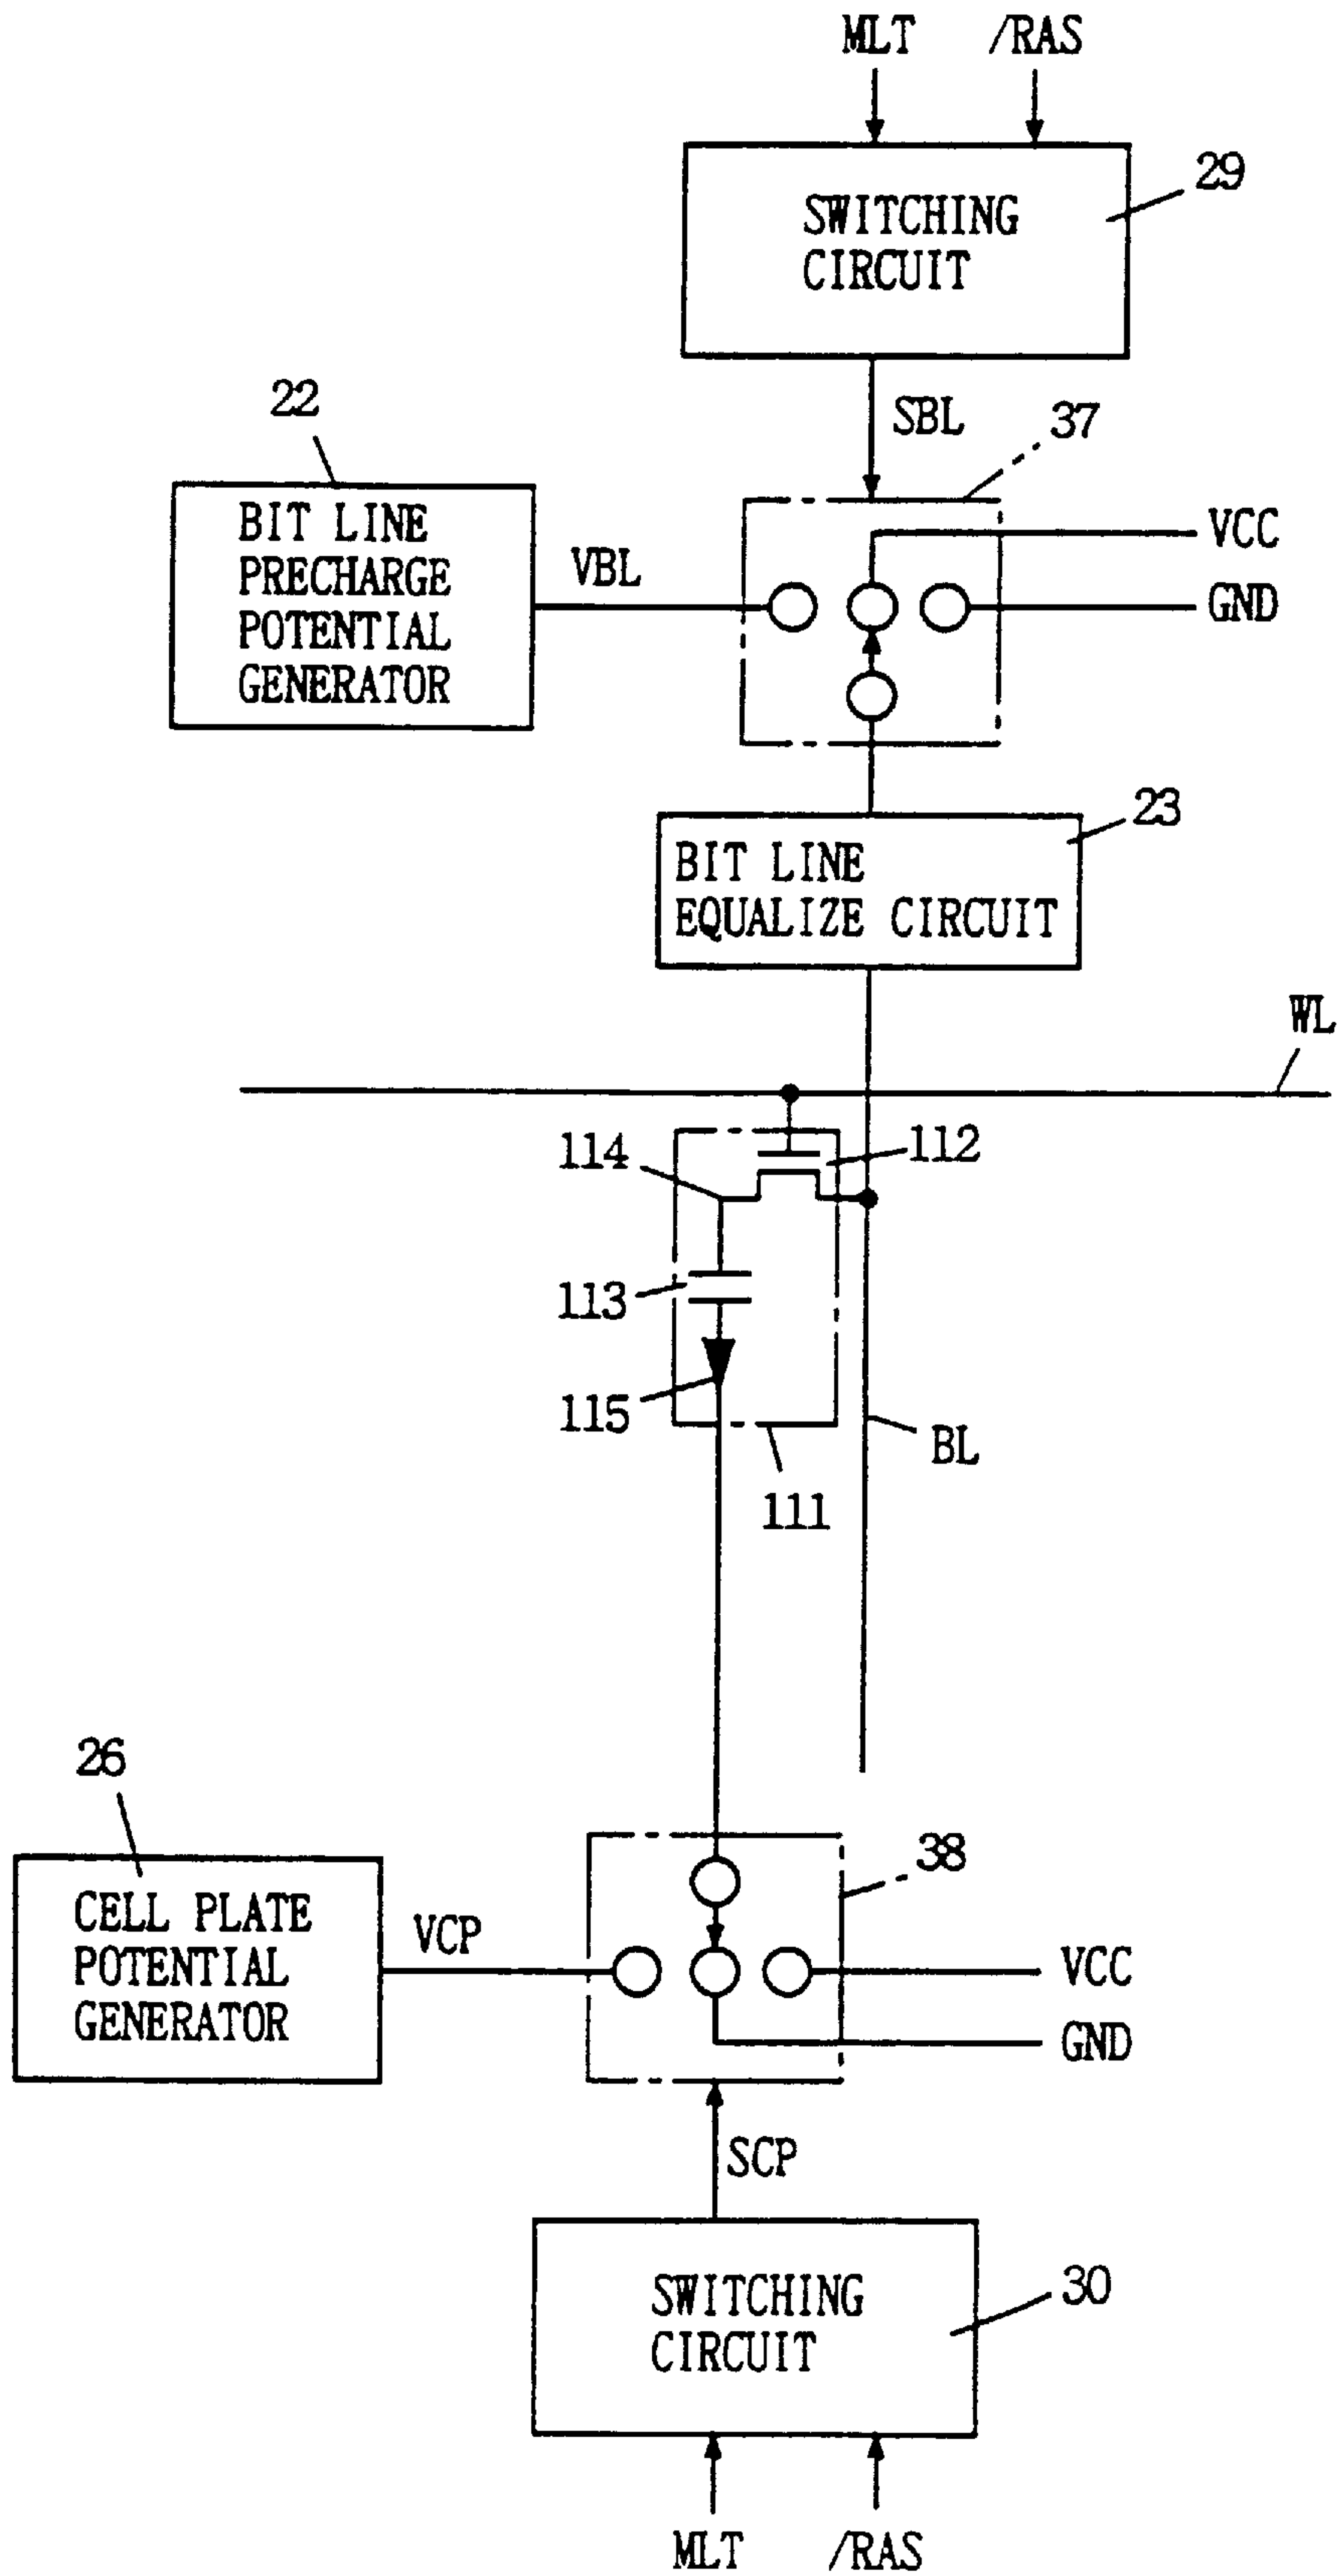 MLT /RAS
29
SWITCHING
CIRCUIT
SBL
37
22
BIT LINE
PRECHARGE
POTENTIAL
GENERATOR
VBL
VCC
GND
23
BIT LINE
EQUALIZE CIRCUIT
WL
114
112
113
115
BL
111
26
CELL PLATE
POTENTIAL
GENERATOR
VCP
38
VCC
GND
SCP
SWITCHING
CIRCUIT
30
MLT /RAS